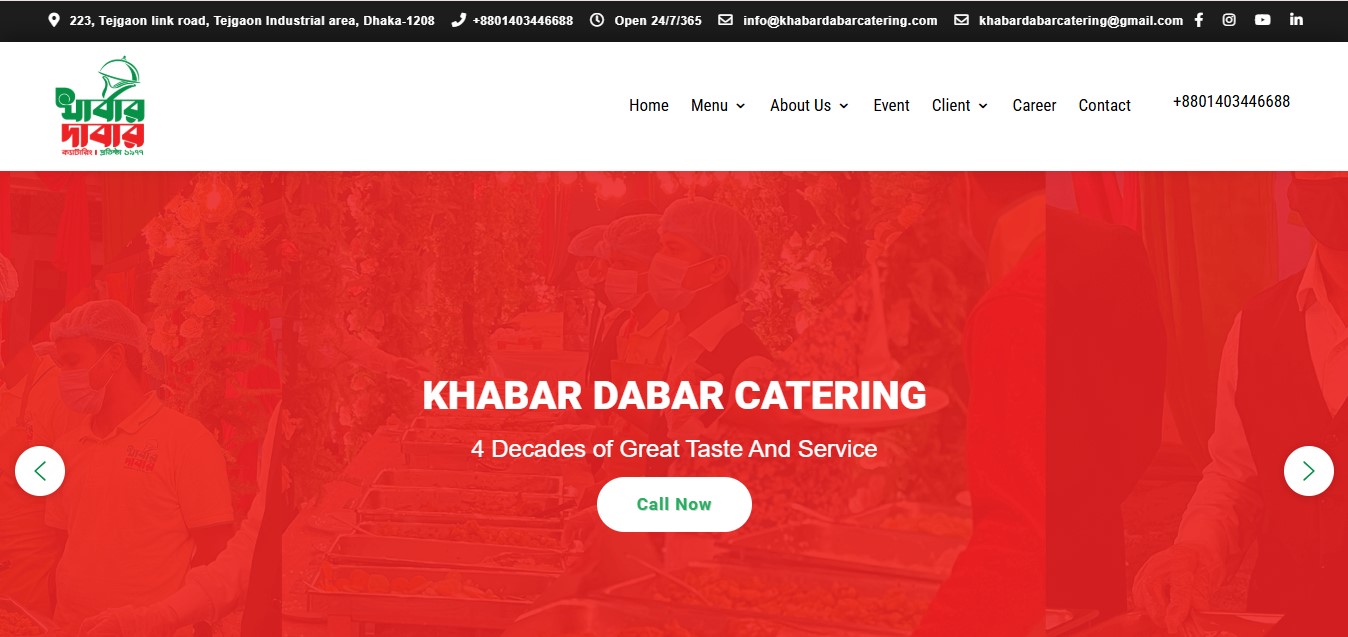 223, Tejgaon link road, Tejgaon Industrial area, Dhaka-1208 +8801403446688 Open 24/7/365 info@khabardabarcatering.com khabardabarcatering@gmail.com
খাবার
দাবার
ক্যাটারিং । প্রতিষ্ঠিত ১৯৭৭
Home Menu About Us Event Client Career Contact +8801403446688
খাবার
দাবার
KHABAR DABAR CATERING
4 Decades of Great Taste And Service
Call Now